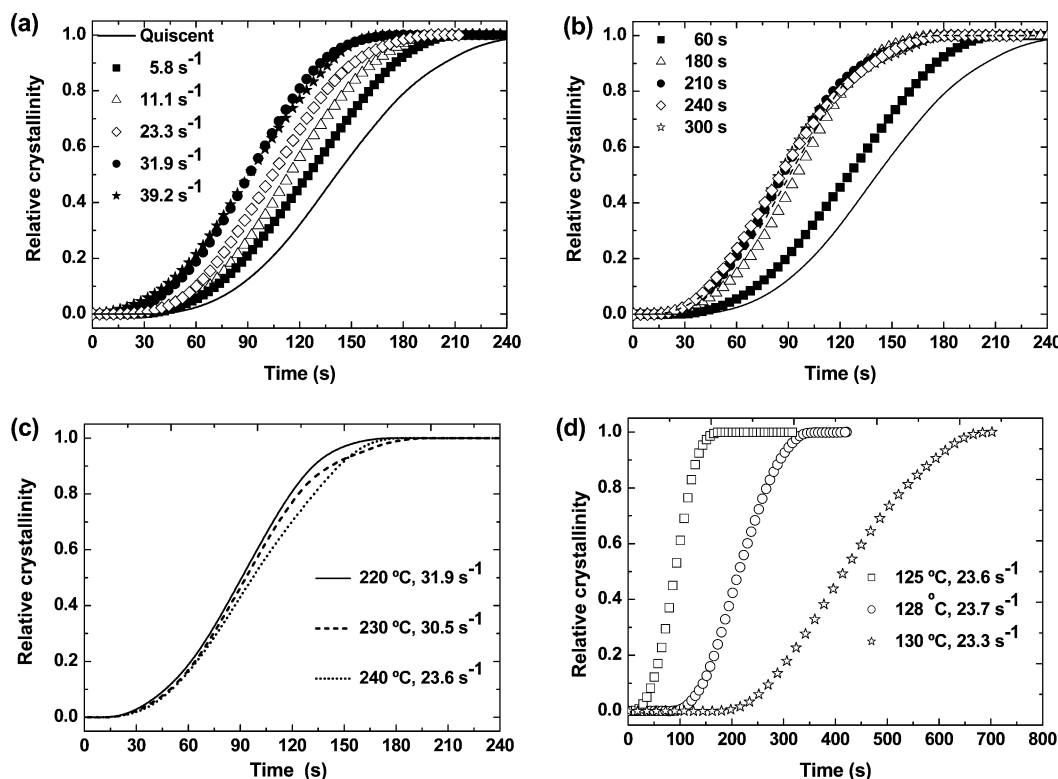 (a)
Relative crystallinity
1.0
0.8
0.6
0.4
0.2
0.0
Quiscent
5.8 s⁻¹
11.1 s⁻¹
23.3 s⁻¹
31.9 s⁻¹
39.2 s⁻¹
0 30 60 90 120 150 180 210 240
Time (s)
(b)
Relative crystallinity
1.0
0.8
0.6
0.4
0.2
0.0
60 s
180 s
210 s
240 s
300 s
0 30 60 90 120 150 180 210 240
Time (s)
(c)
Relative crystallinity
1.0
0.8
0.6
0.4
0.2
0.0
220 ºC, 31.9 s⁻¹
230 ºC, 30.5 s⁻¹
240 ºC, 23.6 s⁻¹
0 30 60 90 120 150 180 210 240
Time (s)
(d)
Relative crystallinity
1.0
0.8
0.6
0.4
0.2
0.0
125 ºC, 23.6 s⁻¹
128 °C, 23.7 s⁻¹
130 ºC, 23.3 s⁻¹
0 100 200 300 400 500 600 700 800
Time (s)